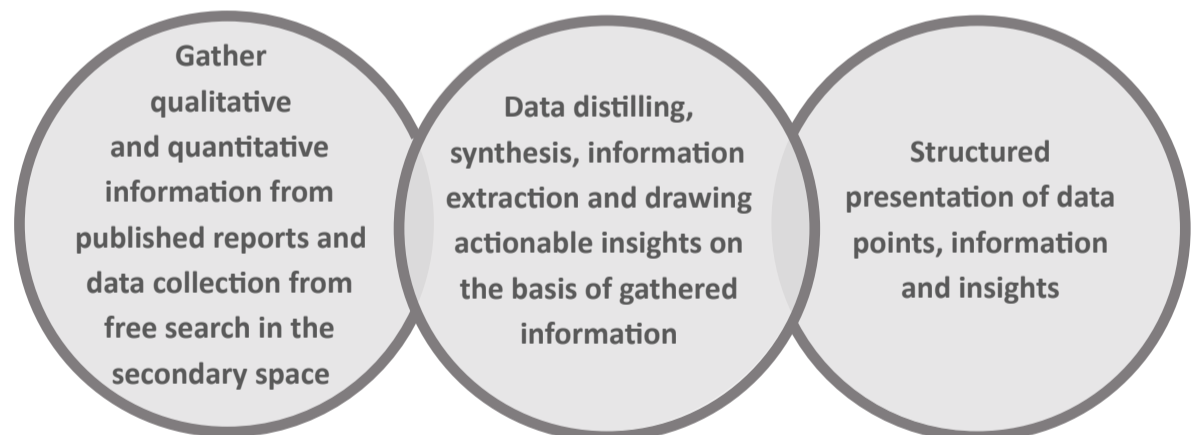 Gather
qualitative
and quantitative
information from
published reports and
data collection from
free search in the
secondary space
Data distilling,
synthesis, information
extraction and drawing
actionable insights on
the basis of gathered
information
Structured
presentation of data
points, information
and insights